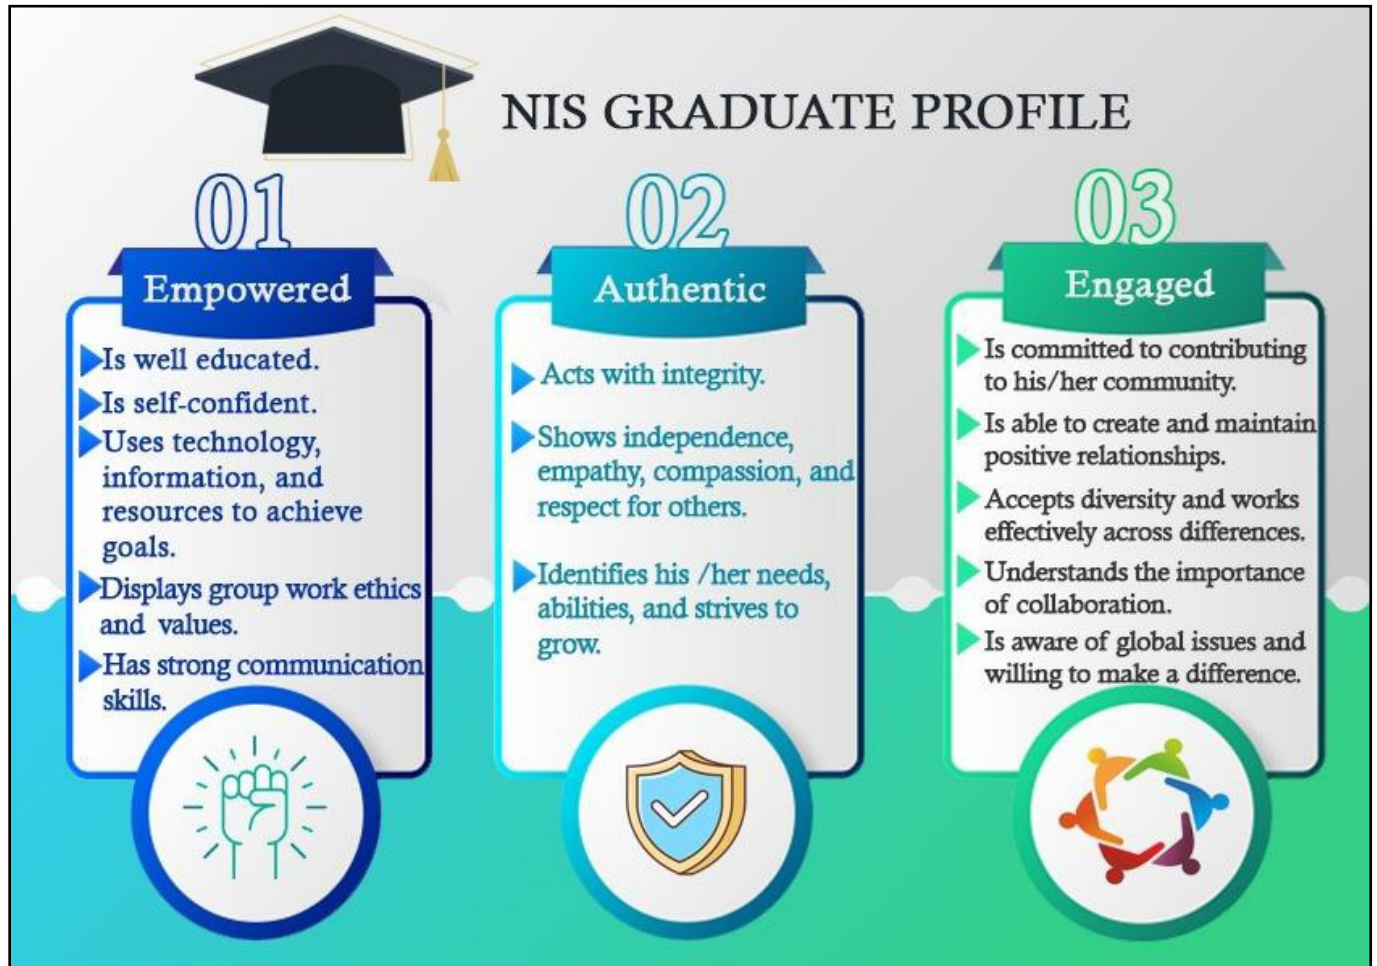 NIS GRADUATE PROFILE
01
Empowered
Is well educated.
Is self-confident.
Uses technology,
information, and
resources to achieve
goals.
Displays group work ethics
and values.
Has strong communication
skills.
02
Authentic
Acts with integrity.
Shows independence,
empathy, compassion, and
respect for others.
Identifies his /her needs,
abilities, and strives to
grow.
03
Engaged
Is committed to contributing
to his/her community.
Is able to create and maintain
positive relationships.
Accepts diversity and works
effectively across differences.
Understands the importance
of collaboration.
Is aware of global issues and
willing to make a difference.